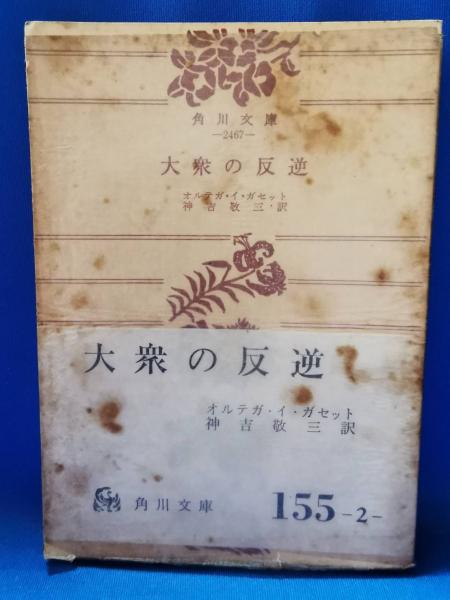 角川文庫
—2467—
大衆の反逆
オルテガ・イ・ガセット
神吉敬三・訳
大衆の反逆
オルテガ・イ・ガセット
神吉敬三訳
角川文庫 155-2-